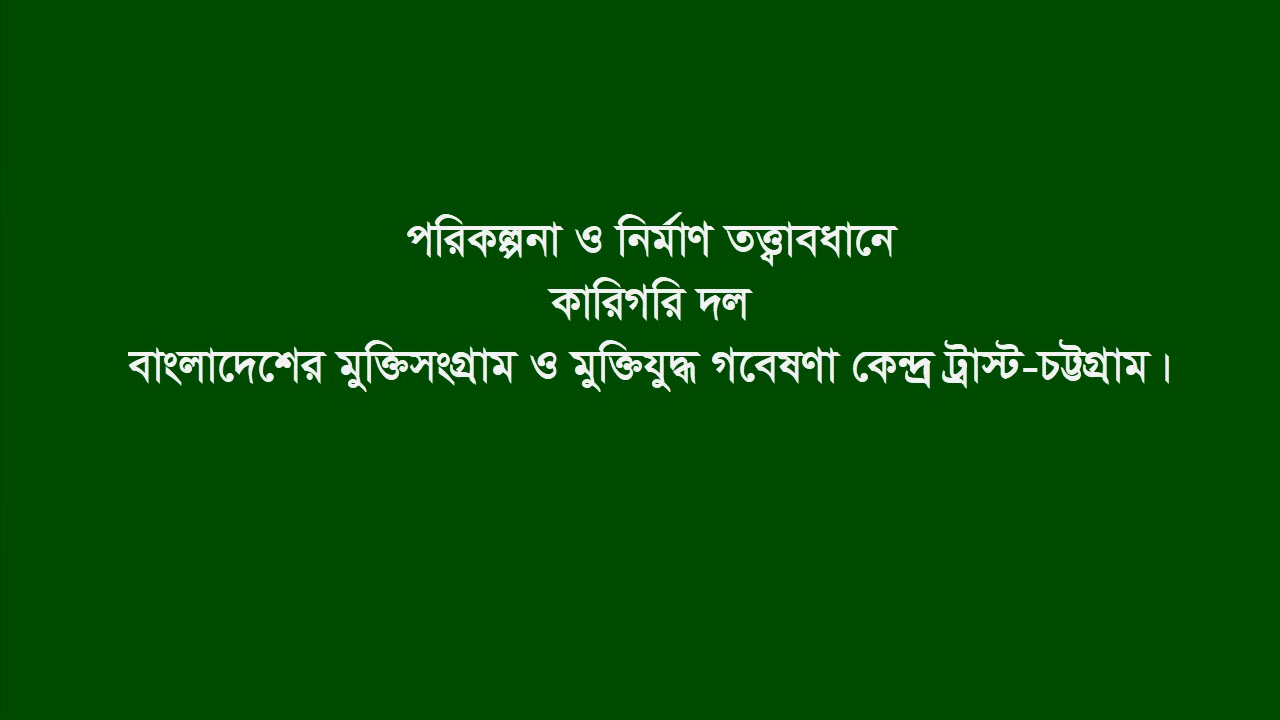 পরিকল্পনা ও নির্মাণ তত্ত্বাবধানে
কারিগরি দল
বাংলাদেশের মুক্তিসংগ্রাম ও মুক্তিযুদ্ধ গবেষণা কেন্দ্র ট্রাস্ট-চট্টগ্রাম।